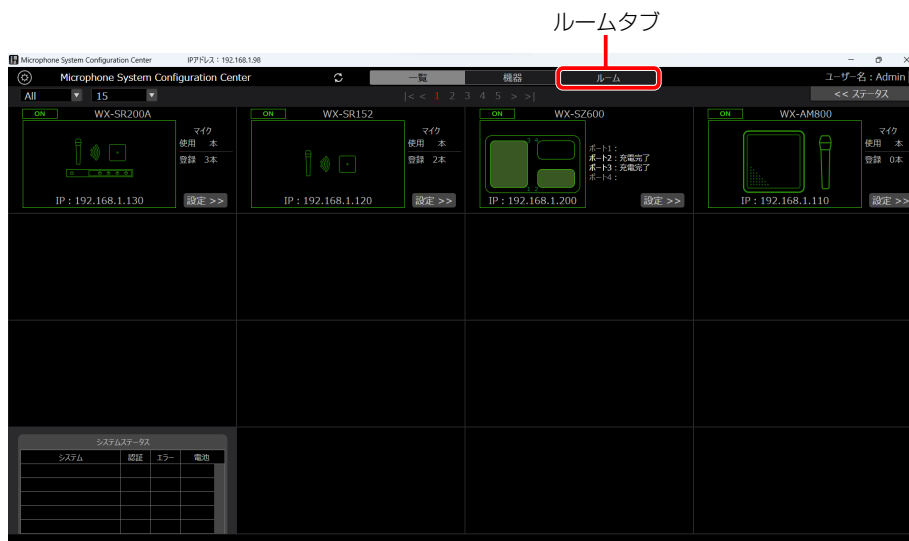 ルームタブ
Microphone System Configuration Center IPアドレス：192.168.1.98
Microphone System Configuration Center 一覧 機器 ルーム ユーザー名：Admin
All 15 |< < 1 2 3 4 5 > >| << ステータス
ON WX-SR200A
マイク
使用 本
登録 3本
IP：192.168.1.130 設定 >>
ON WX-SR152
マイク
使用 本
登録 2本
IP：192.168.1.120 設定 >>
ON WX-SZ600
3 4
ポート1：
ポート2：充電完了
ポート3：充電完了
ポート4：
1 2
IP：192.168.1.200 設定 >>
ON WX-AM800
マイク
使用 本
登録 0本
IP：192.168.1.110 設定 >>
システムステータス
システム 認証 エラー 電池